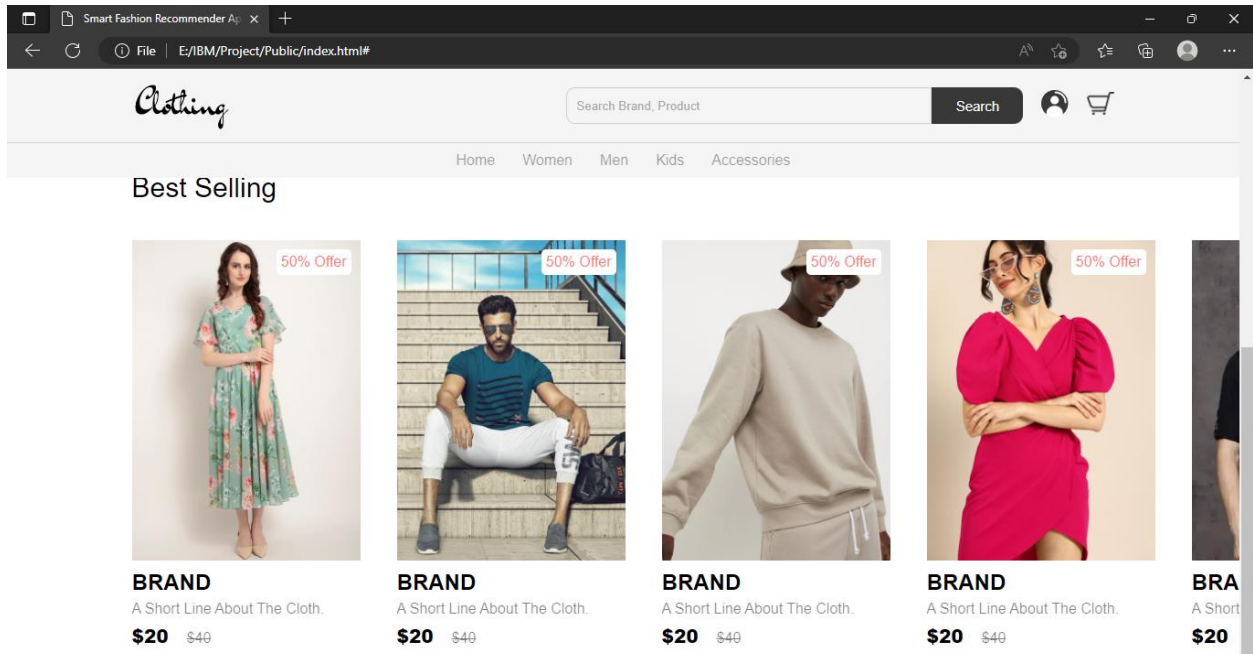 Smart Fashion Recommender Ap
File E:/IBM/Project/Public/index.html#
Clothing
Search Brand, Product
Search
Home Women Men Kids Accessories
Best Selling
50% Offer 50% Offer 50% Offer 50% Offer
BRAND BRAND BRAND BRAND BRA
A Short Line About The Cloth. A Short Line About The Cloth. A Short Line About The Cloth. A Short Line About The Cloth. A Short
$20 $40 $20 $40 $20 $40 $20 $40 $20